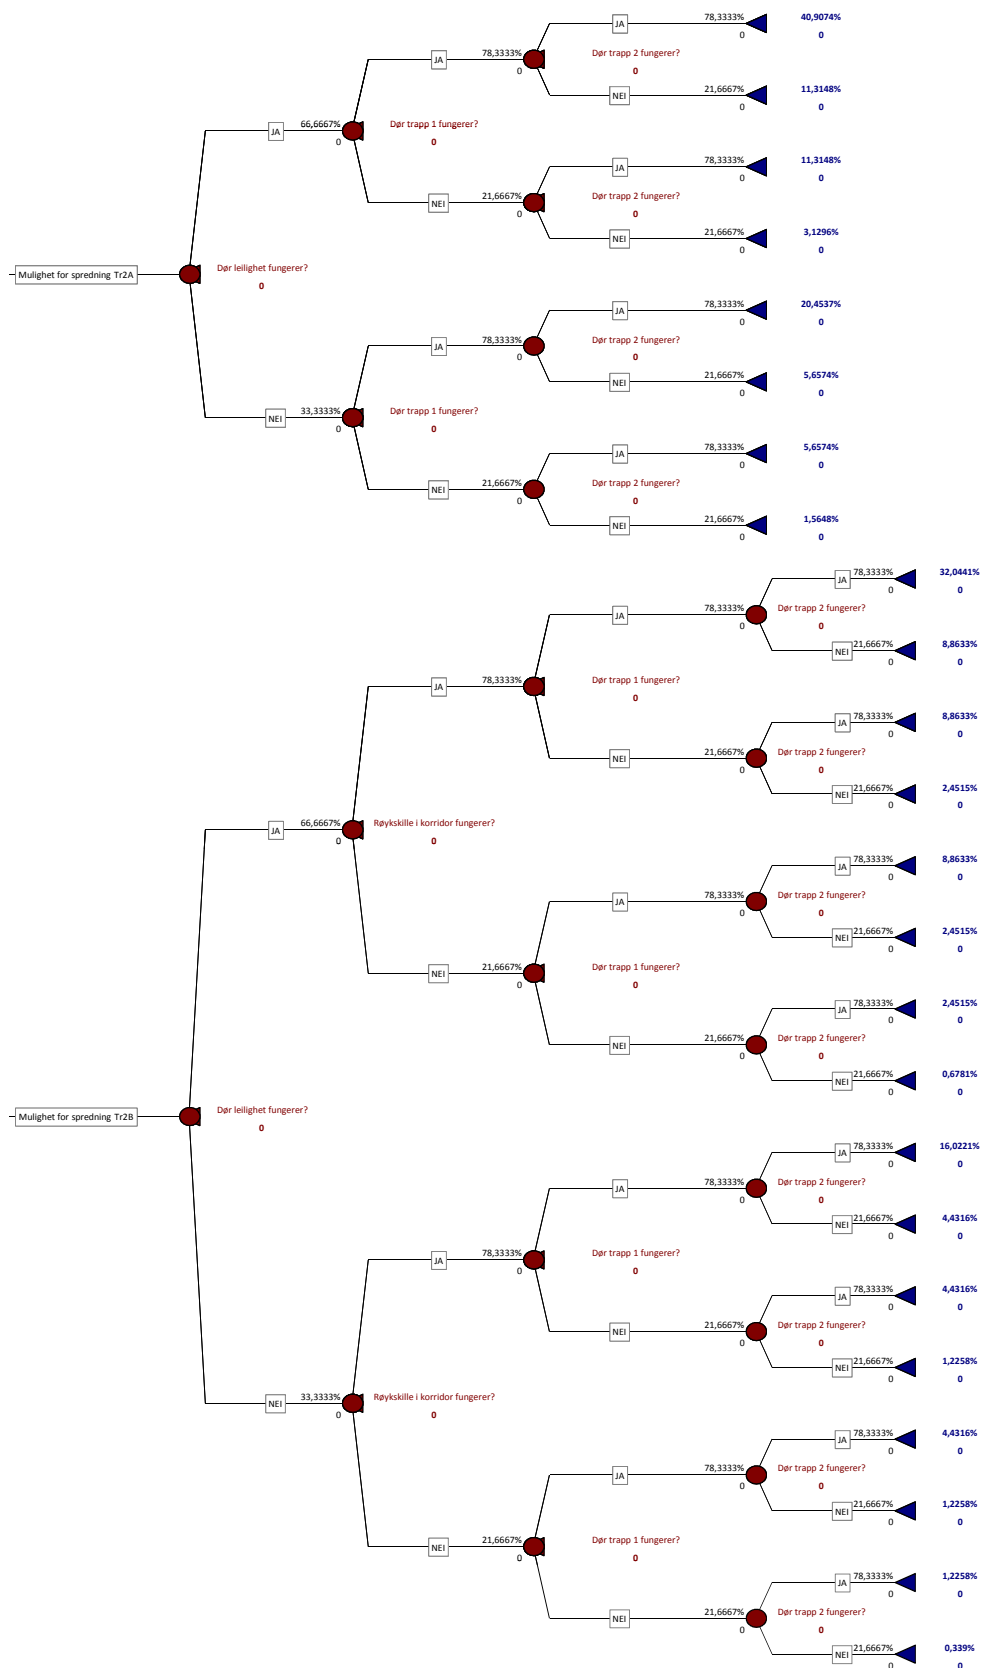 JA 78,3333% 40,9074%
0 0
JA 78,3333% Dør trapp 2 fungerer?
0 0
NEI 21,6667% 11,3148%
0 0
JA 66,6667% Dør trapp 1 fungerer?
0 0
JA 78,3333% 11,3148%
0 0
NEI 21,6667% Dør trapp 2 fungerer?
0 0
NEI 21,6667% 3,1296%
0 0
Mulighet for spredning Tr2A Dør leilighet fungerer?
0
JA 78,3333% 20,4537%
0 0
JA 78,3333% Dør trapp 2 fungerer?
0 0
NEI 21,6667% 5,6574%
0 0
NEI 33,3333% Dør trapp 1 fungerer?
0 0
JA 78,3333% 5,6574%
0 0
NEI 21,6667% Dør trapp 2 fungerer?
0 0
NEI 21,6667% 1,5648%
0 0
JA 78,3333% 32,0441%
0 0
JA 78,3333% Dør trapp 2 fungerer?
0 0
NEI 21,6667% 8,8633%
0 0
JA 78,3333% Dør trapp 1 fungerer?
0 0
JA 78,3333% 8,8633%
0 0
NEI 21,6667% Dør trapp 2 fungerer?
0 0
NEI 21,6667% 2,4515%
0 0
JA 66,6667% Røykskille i korridor fungerer?
0 0
JA 78,3333% 8,8633%
0 0
JA 78,3333% Dør trapp 2 fungerer?
0 0
NEI 21,6667% 2,4515%
0 0
NEI 21,6667% Dør trapp 1 fungerer?
0 0
JA 78,3333% 2,4515%
0 0
NEI 21,6667% Dør trapp 2 fungerer?
0 0
NEI 21,6667% 0,6781%
0 0
Mulighet for spredning Tr2B Dør leilighet fungerer?
0
JA 78,3333% 16,0221%
0 0
JA 78,3333% Dør trapp 2 fungerer?
0 0
NEI 21,6667% 4,4316%
0 0
JA 78,3333% Dør trapp 1 fungerer?
0 0
JA 78,3333% 4,4316%
0 0
NEI 21,6667% Dør trapp 2 fungerer?
0 0
NEI 21,6667% 1,2258%
0 0
NEI 33,3333% Røykskille i korridor fungerer?
0 0
JA 78,3333% 4,4316%
0 0
JA 78,3333% Dør trapp 2 fungerer?
0 0
NEI 21,6667% 1,2258%
0 0
NEI 21,6667% Dør trapp 1 fungerer?
0 0
JA 78,3333% 1,2258%
0 0
NEI 21,6667% Dør trapp 2 fungerer?
0 0
NEI 21,6667% 0,339%
0 0